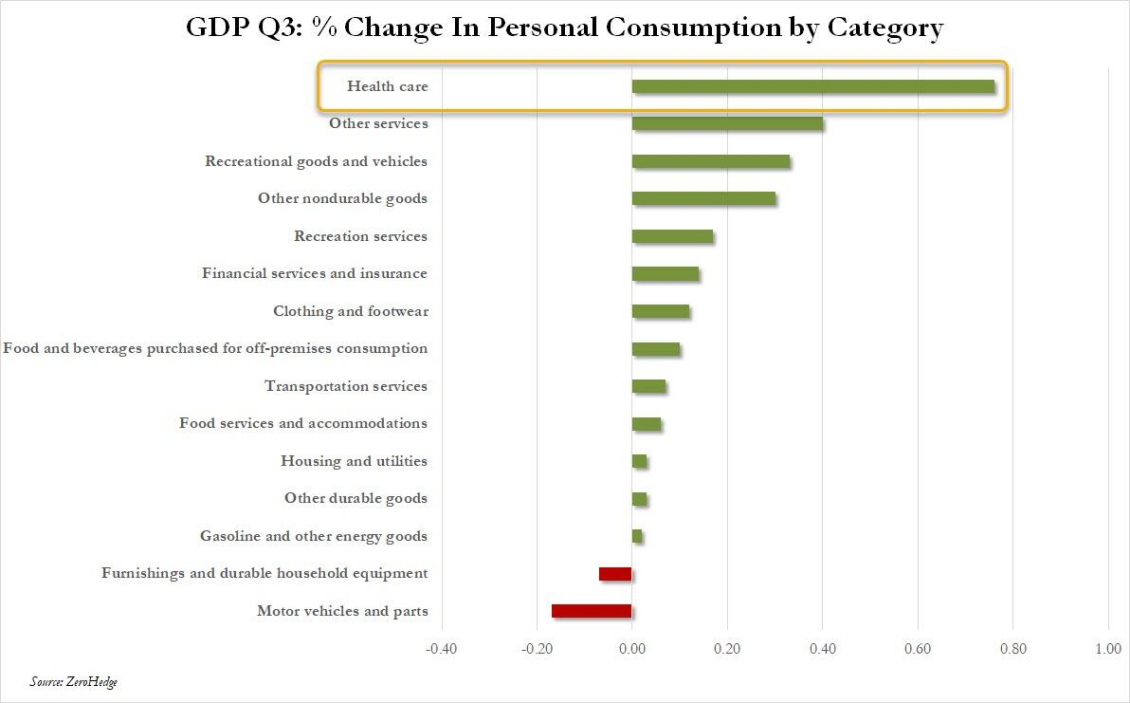 GDP Q3: % Change In Personal Consumption by Category
Health care
Other services
Recreational goods and vehicles
Other nondurable goods
Recreation services
Financial services and insurance
Clothing and footwear
Food and beverages purchased for off-premises consumption
Transportation services
Food services and accommodations
Housing and utilities
Other durable goods
Gasoline and other energy goods
Furnishings and durable household equipment
Motor vehicles and parts
-0.40 -0.20 0.00 0.20 0.40 0.60 0.80 1.00
Source: ZeroHedge